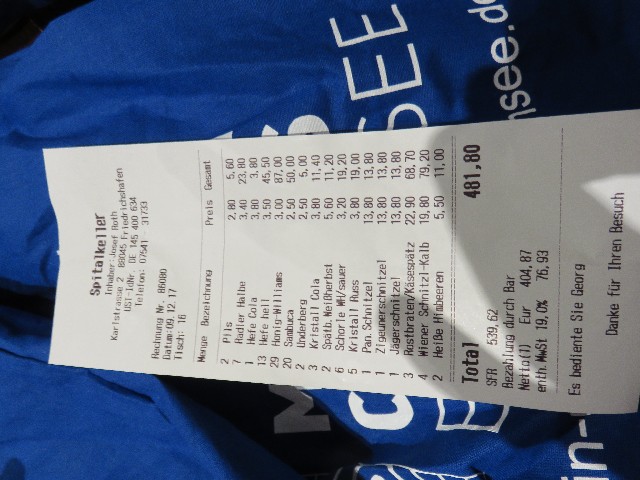 Spitalkeller
Inhaber-Josef Roth
Karlstrasse 2 88045 Friedrichshafen
USt-IdNr. DE 145 400 634
Telefon: 07541 - 31733
Rechnung Nr. 86080
Datum:09.12.17
Tisch: 16
Menge Bezeichnung Preis Gesamt
2 Pils 2,80 5,60
7 Radler Halbe 3,40 23,80
1 Hefe Cola 3,80 3,80
13 Hefe hell 3,50 45,50
29 Honig-Williams 3,00 87,00
20 Sambuca 2,50 50,00
2 Underberg 2,50 5,00
3 Kristall Cola 3,80 11,40
2 Spätb. Weißherbst 5,60 11,20
6 Schorle WH/sauer 3,20 19,20
5 Kristall Russ 3,80 19,00
1 Pan.Schnitzel 13,80 13,80
1 Zigeunerschnitzel 13,80 13,80
1 Jägerschnitzel 13,80 13,80
3 Rostbraten/Käsespätz 22,90 68,70
4 Wiener Schnitzl-Kalb 19,80 79,20
2 Heiße Himbeeren 5,50 11,00
Total 481,80
SFR 539,62
Bezahlung durch Bar
Netto(1) Eur 404,87
enth. MwSt 19,0% 76,93
Es bediente Sie Georg
Danke für Ihren Besuch
SEE
nsee.de
in-